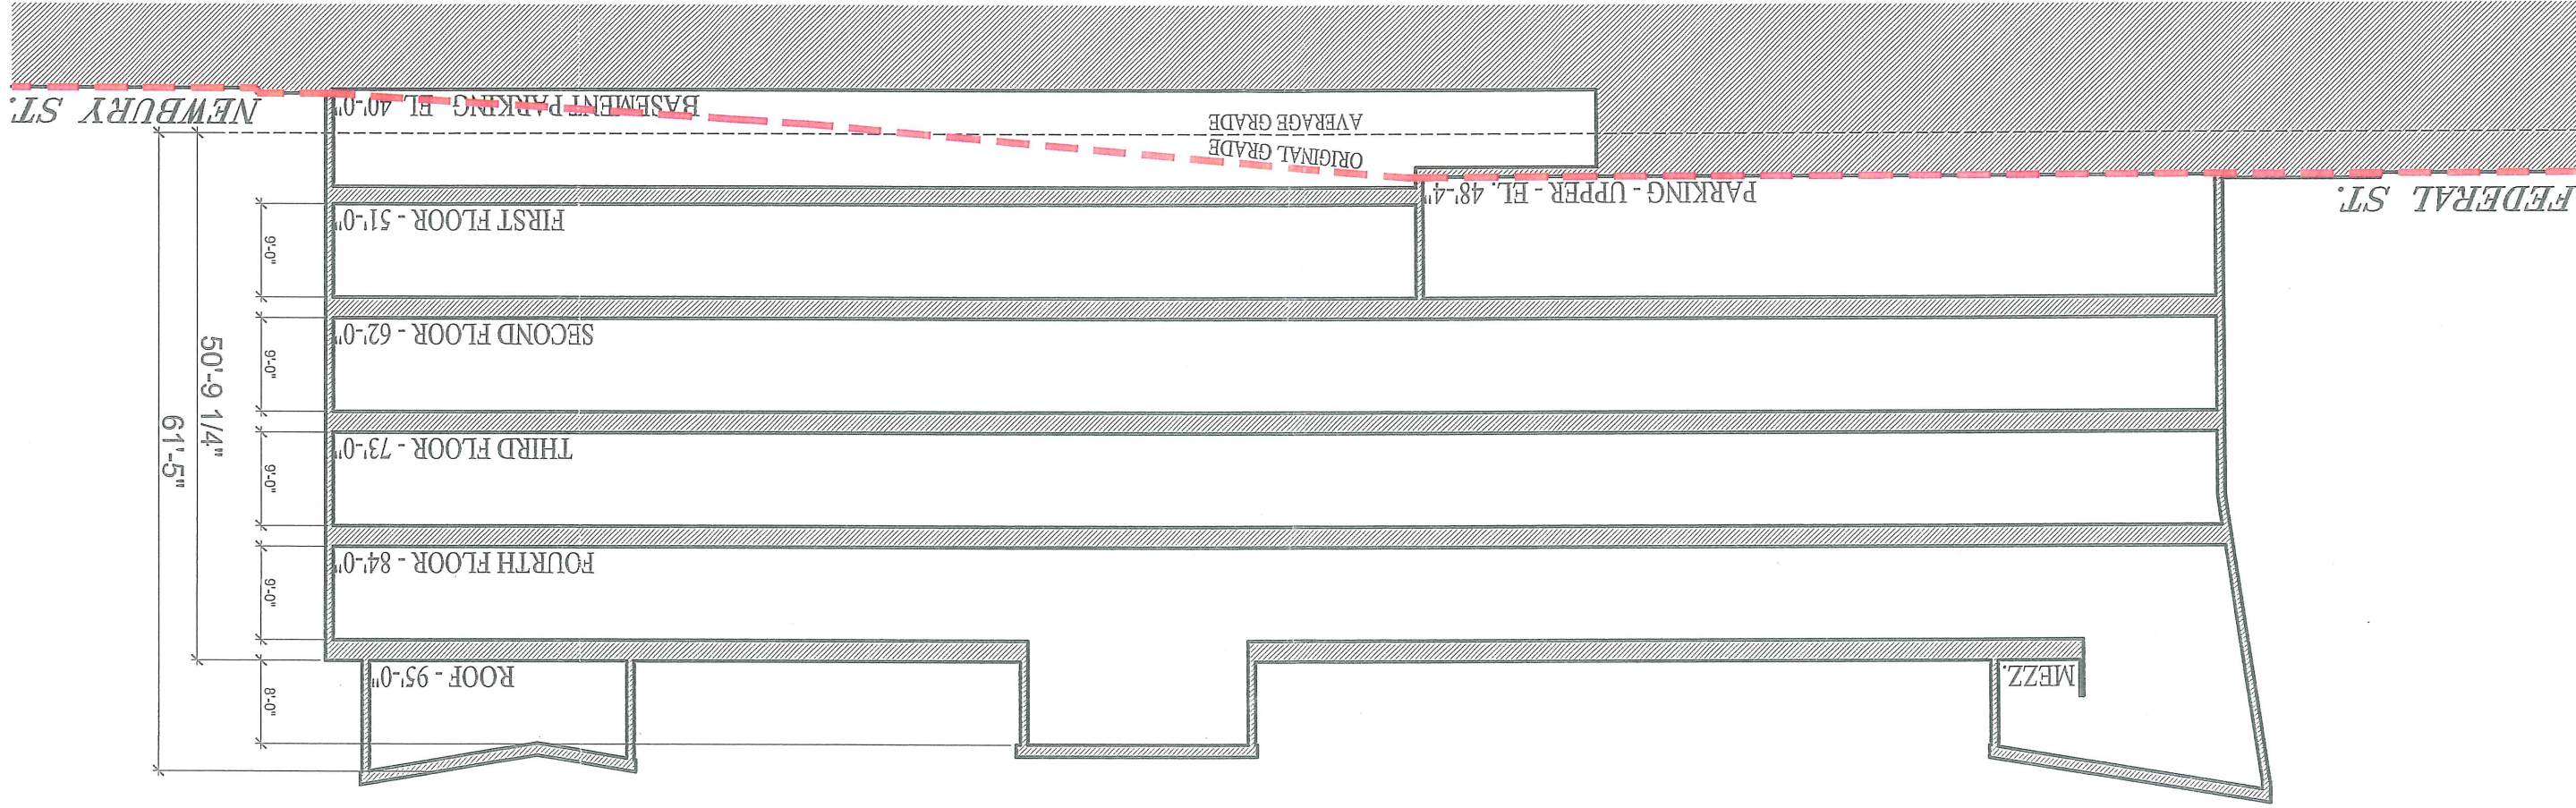 MEZZ.
ROOF - 95'-0"
8'-0"
FOURTH FLOOR - 84'-0"
9'-0"
THIRD FLOOR - 73'-0"
9'-0"
61'-5"
50'-9 1/4"
SECOND FLOOR - 62'-0"
9'-0"
FIRST FLOOR - 51'-0"
9'-0"
FEDERAL ST.
PARKING - UPPER - EL. 48'-4"
ORIGINAL GRADE
AVERAGE GRADE
BASEMENT PARKING - EL. 40'-0"
NEWBURY ST.